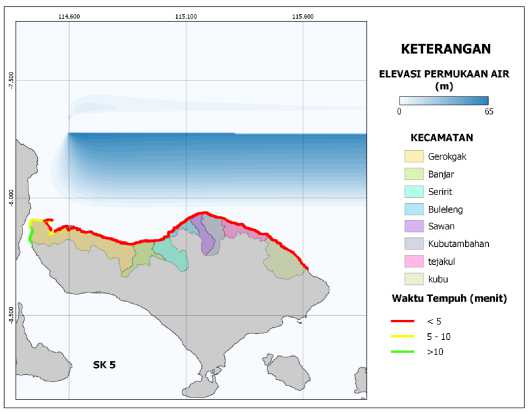 114.600
115.100
115.600
-7.500
-8.000
-8.500
SK 5
KETERANGAN
ELEVASI PERMUKAAN AIR
(m)
0 65
KECAMATAN
Gerokgak
Banjar
Seririt
Buleleng
Sawan
Kubutambahan
tejakul
kubu
Waktu Tempuh (menit)
< 5
5 - 10
>10